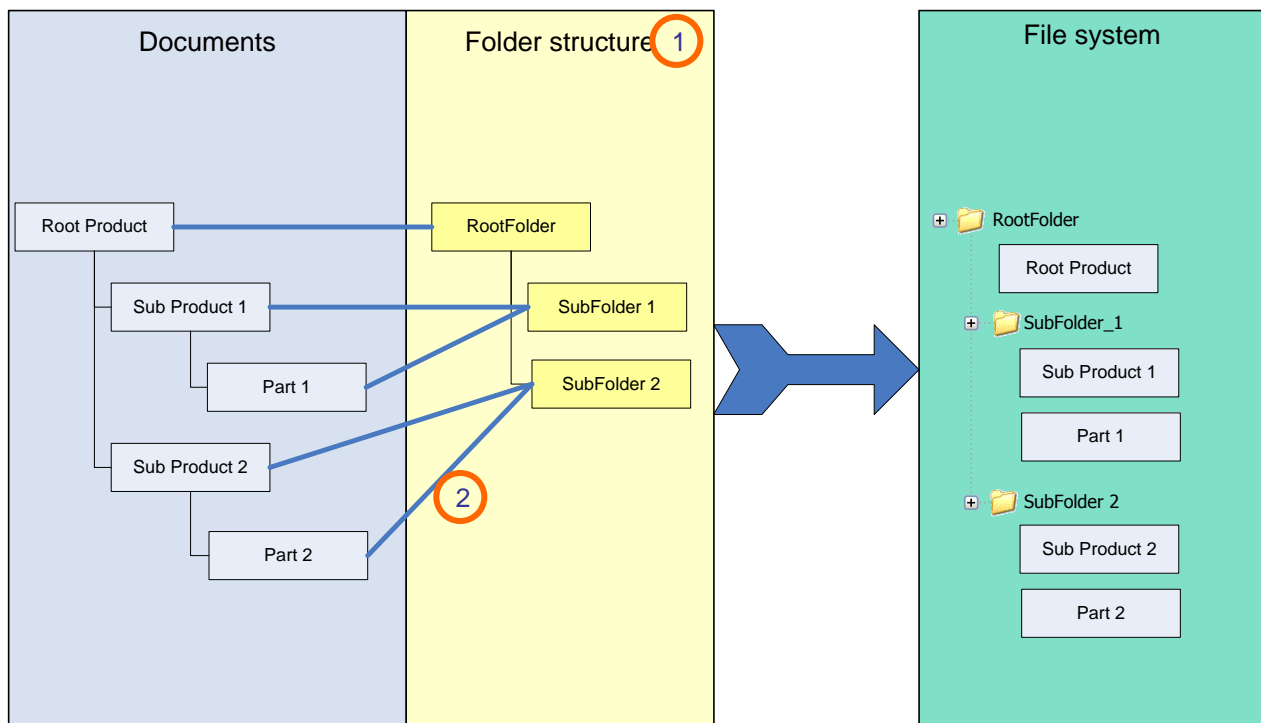 Documents
Folder structure
1
File system
Root Product
RootFolder
RootFolder
Root Product
Sub Product 1
SubFolder 1
SubFolder_1
Part 1
SubFolder 2
Sub Product 1
Part 1
Sub Product 2
2
SubFolder 2
Part 2
Sub Product 2
Part 2